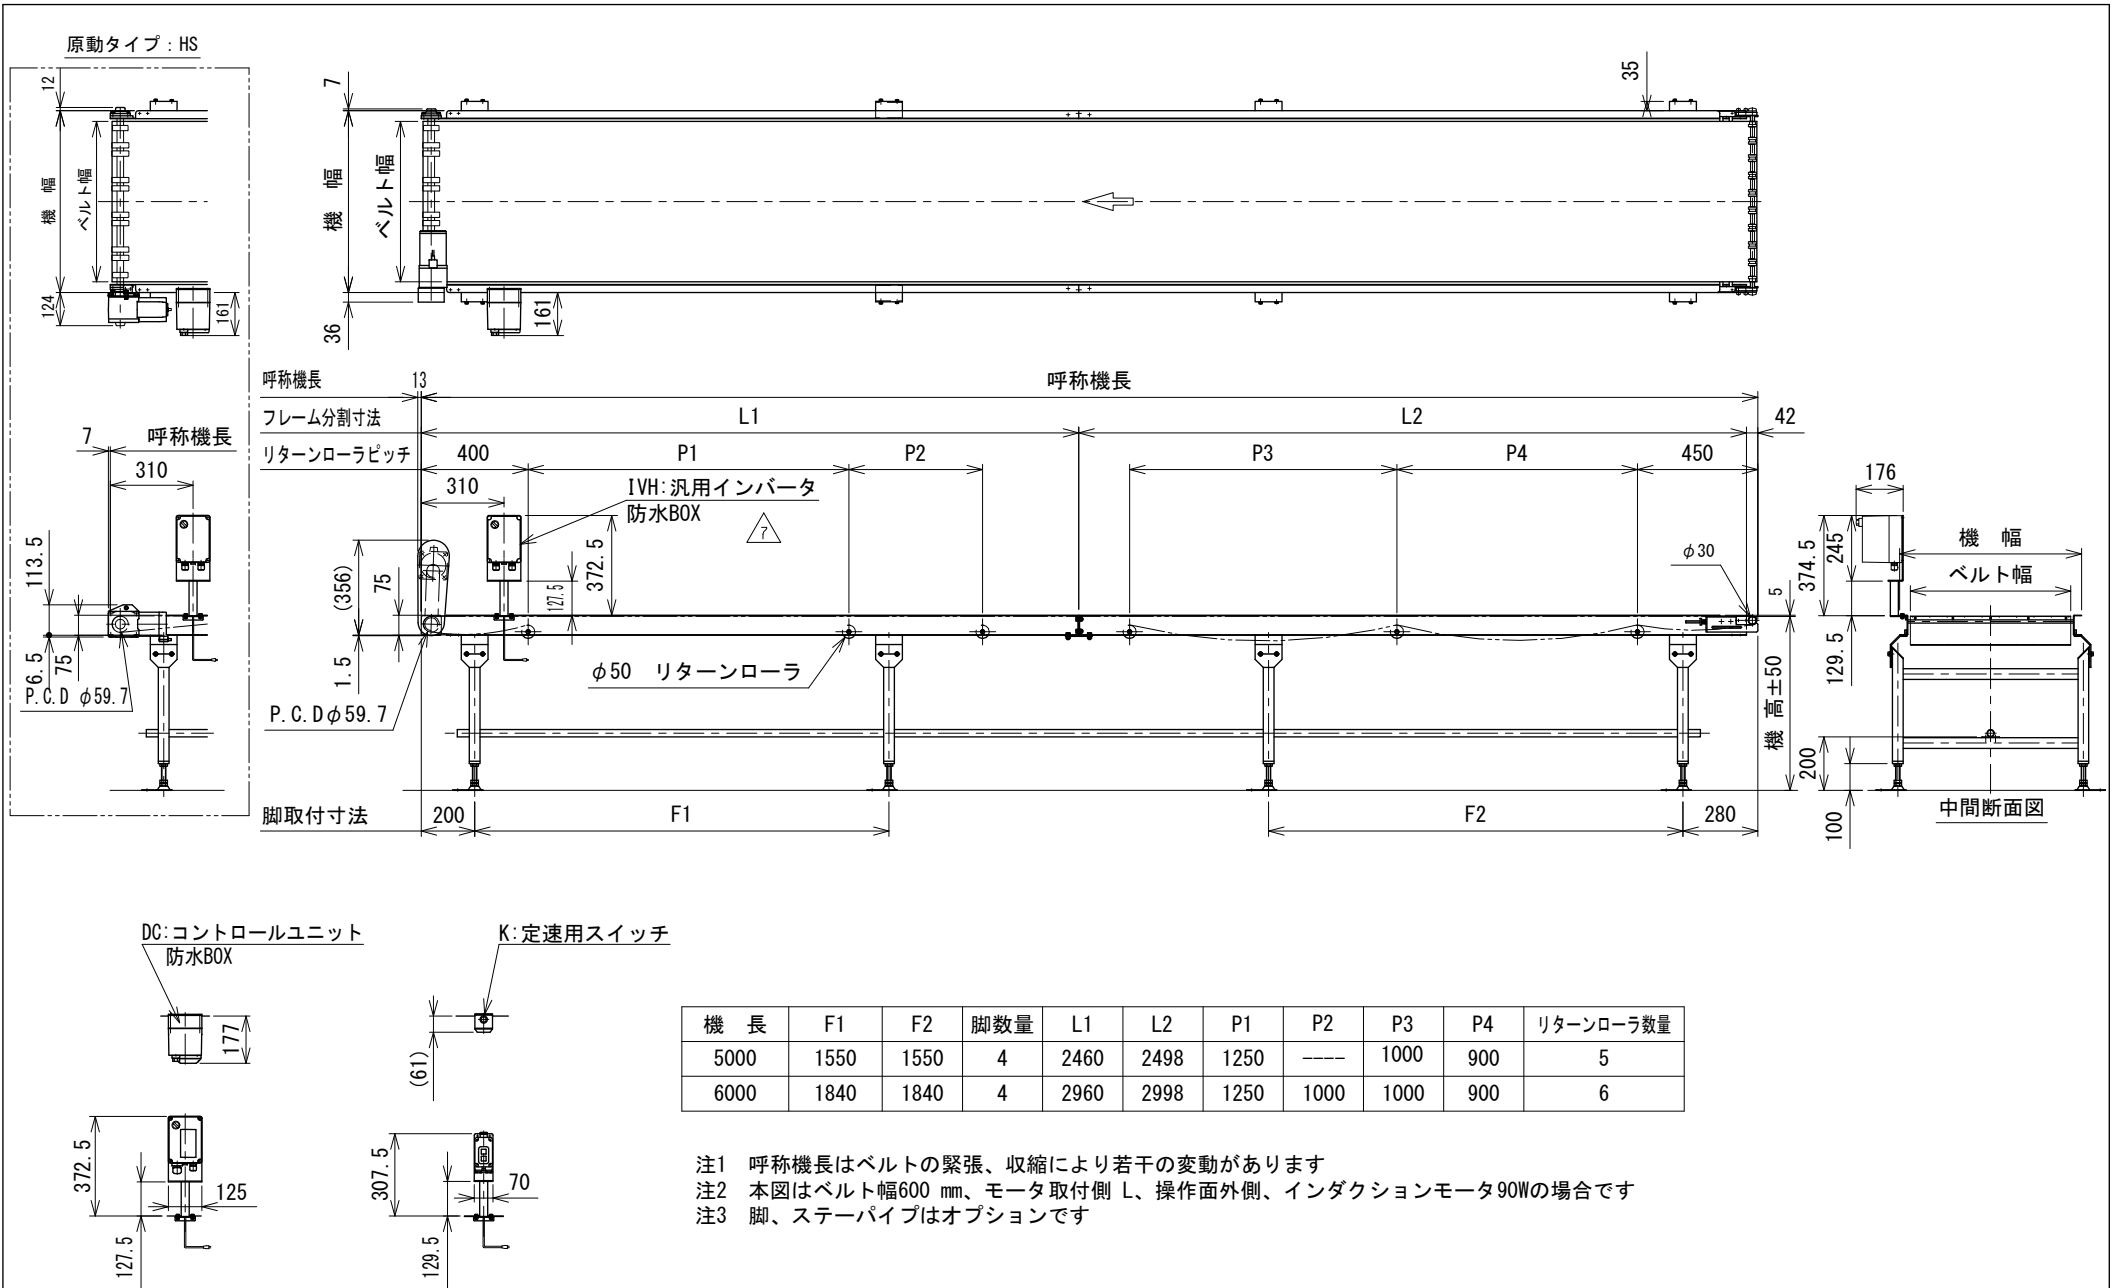 原動タイプ：HS
12
機 幅
ベルト幅
124
161
7
機 幅
ベルト幅
36
161
35
呼称機長
13
呼称機長
フレーム分割寸法
L1
L2
42
リターンローラピッチ
400
P1
P2
P3
P4
450
7
呼称機長
310
113.5
6.5
75
P.C.D φ59.7
310
IVH:汎用インバータ
防水BOX
7
372.5
127.5
(356)
75
1.5
φ50 リターンローラ
P.C.Dφ59.7
φ30
5
機 高±50
脚取付寸法
200
F1
F2
280
176
374.5
245
機 幅
ベルト幅
129.5
200
100
中間断面図
DC:コントロールユニット
防水BOX
177
K:定速用スイッチ
(61)
372.5
127.5
125
307.5
129.5
70
機 長 F1 F2 脚数量 L1 L2 P1 P2 P3 P4 リターンローラ数量
5000 1550 1550 4 2460 2498 1250 ---- 1000 900 5
6000 1840 1840 4 2960 2998 1250 1000 1000 900 6
注1 呼称機長はベルトの緊張、収縮により若干の変動があります
注2 本図はベルト幅600 mm、モータ取付側 L、操作面外側、インダクションモータ90Wの場合です
注3 脚、ステーパイプはオプションです